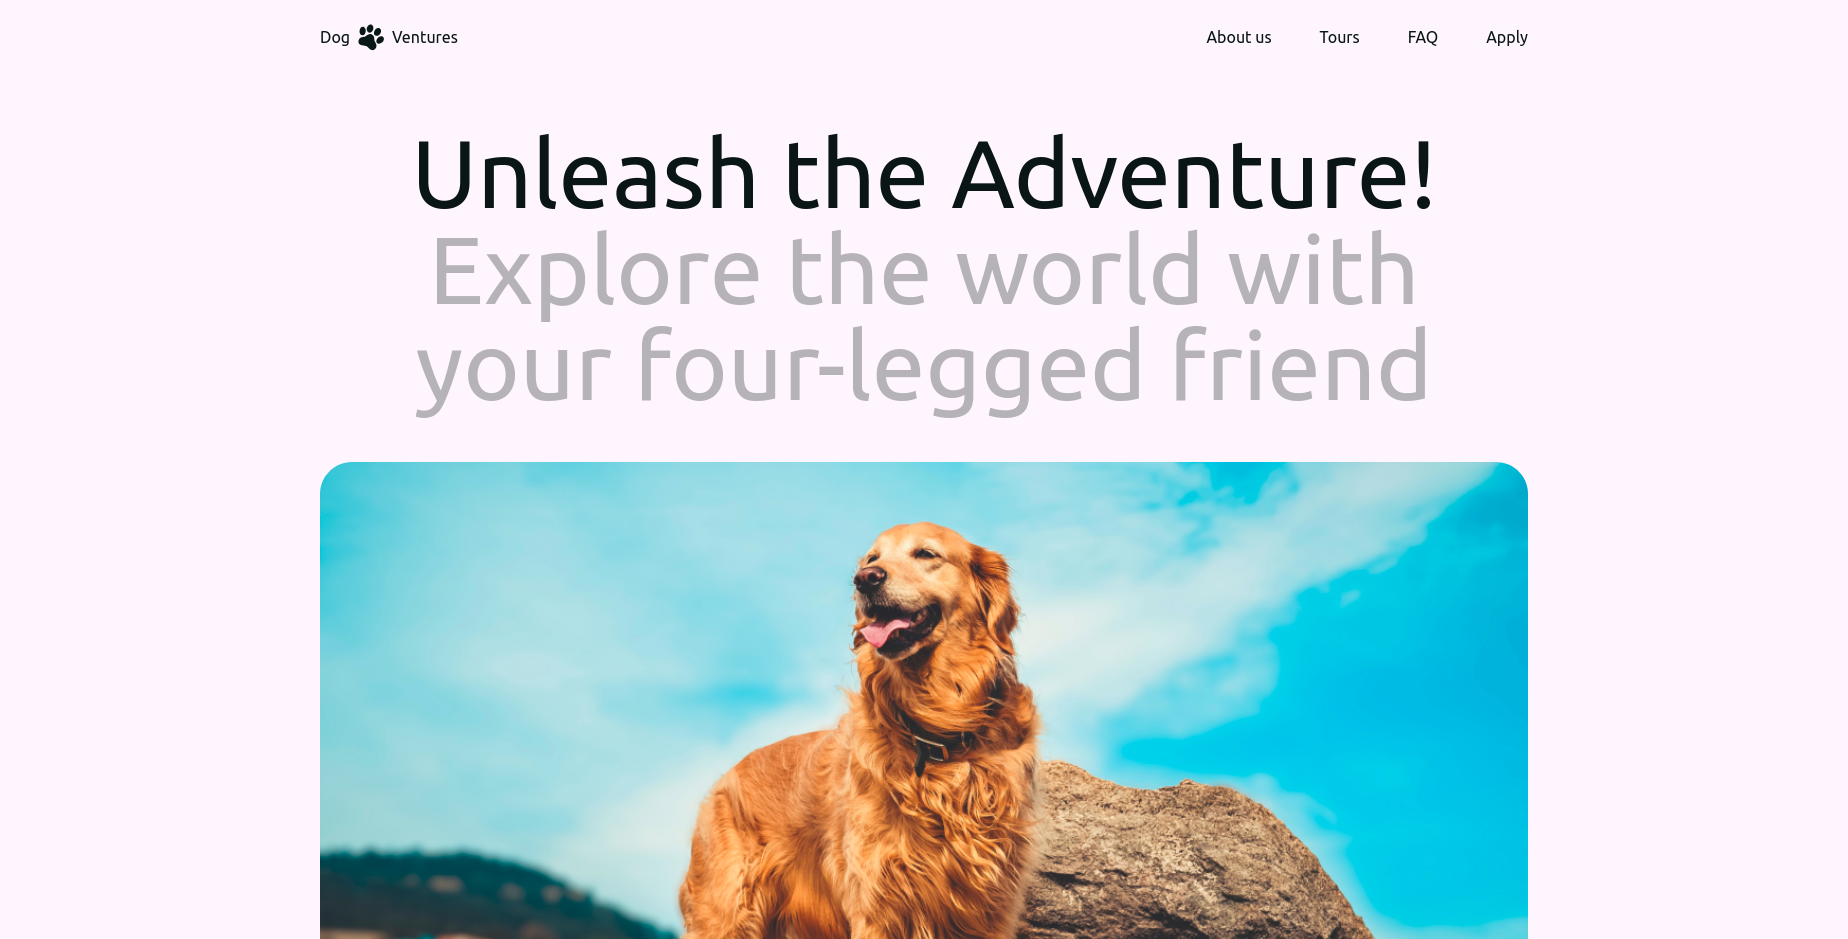 Dog Ventures
About us Tours FAQ Apply
Unleash the Adventure!
Explore the world with
your four-legged friend